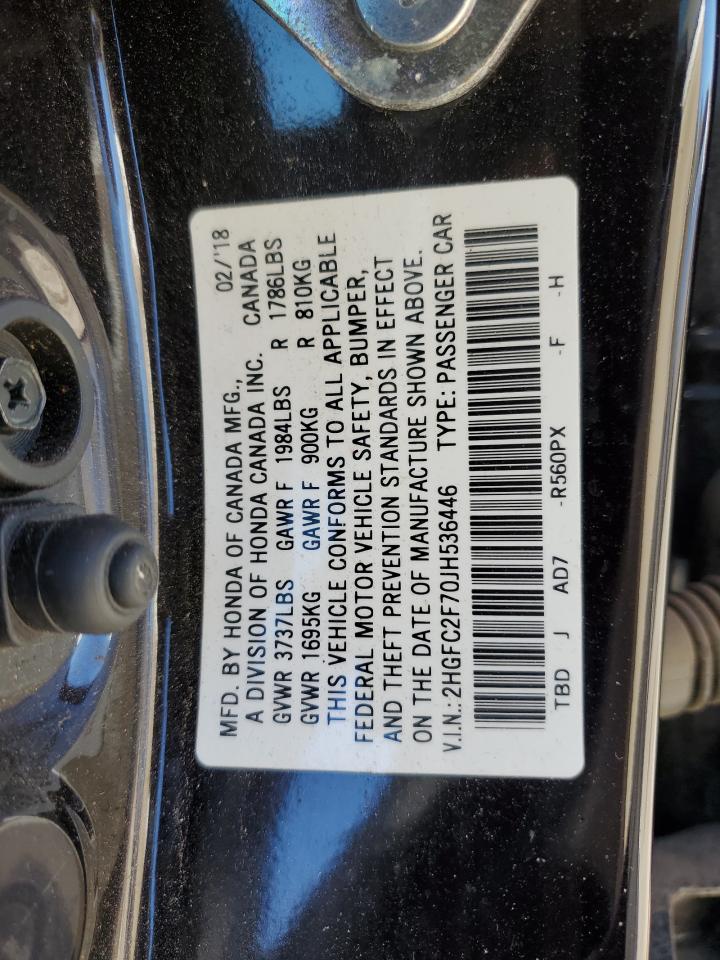 MFD. BY HONDA OF CANADA MFG., 02/'18
A DIVISION OF HONDA CANADA INC. CANADA
GVWR 3737LBS GAWR F 1984LBS R 1786LBS
GVWR 1695KG GAWR F 900KG R 810KG
THIS VEHICLE CONFORMS TO ALL APPLICABLE
FEDERAL MOTOR VEHICLE SAFETY, BUMPER,
AND THEFT PREVENTION STANDARDS IN EFFECT
ON THE DATE OF MANUFACTURE SHOWN ABOVE.
V.I.N.: 2HGFC2F70JH536446 TYPE: PASSENGER CAR
TBD J AD7 -R560PX -F -H